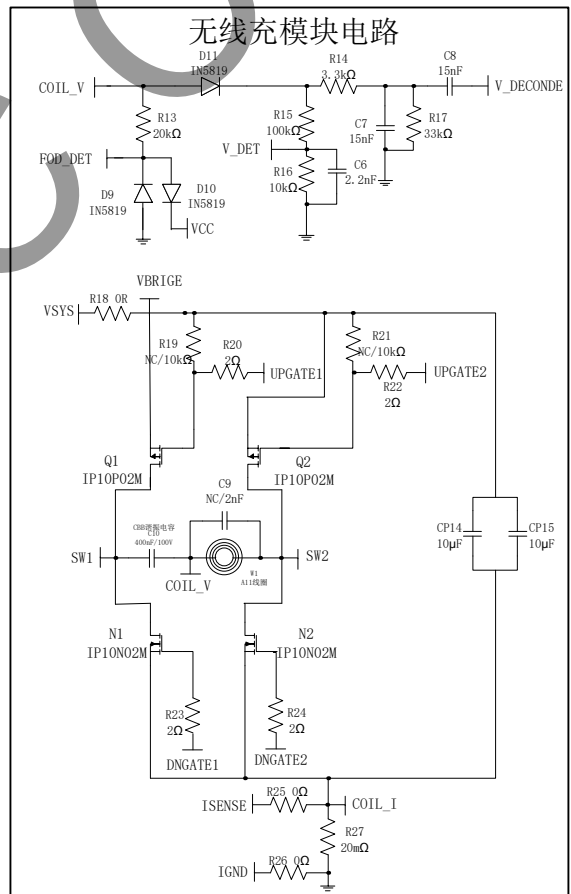 无线充模块电路
D11
IN5819
R14
3.3kΩ
C8
15nF
COIL_V
V_DECONDE
R13
20kΩ
R15
100kΩ
C7
15nF
R17
33kΩ
FOD_DET
V_DET
R16
10kΩ
C6
2.2nF
D9
IN5819
D10
IN5819
VCC
VBRIGE
VSYS
R18 0R
R19
NC/10kΩ
R20
2Ω
UPGATE1
R21
NC/10kΩ
R22
2Ω
UPGATE2
Q1
IP10P02M
Q2
IP10P02M
C9
NC/2nF
CBB谐振电容
C10
400nF/100V
SW1
SW2
COIL_V
W1
A11线圈
CP14
10μF
CP15
10μF
N1
IP10N02M
N2
IP10N02M
R23
2Ω
R24
2Ω
DNGATE1
DNGATE2
R25 0Ω
ISENSE
COIL_I
R27
20mΩ
R26 0Ω
IGND